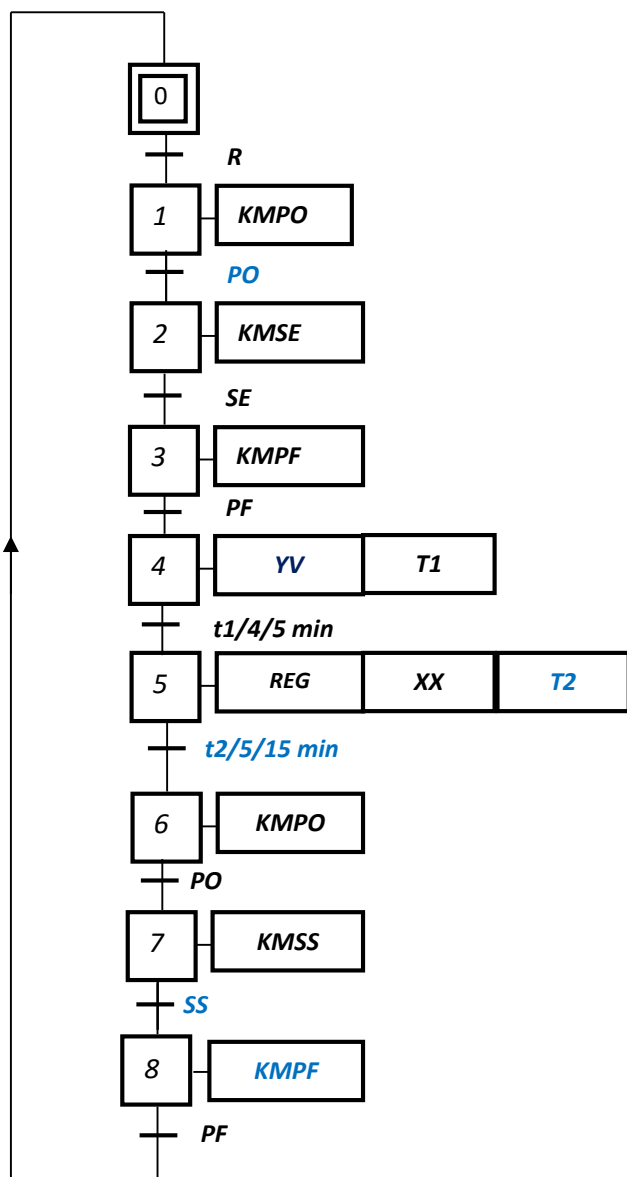 0
R
1 KMPO
PO
2 KMSE
SE
3 KMPF
PF
4 YV T1
t1/4/5 min
5 REG XX T2
t2/5/15 min
6 KMPO
PO
7 KMSS
SS
8 KMPF
PF